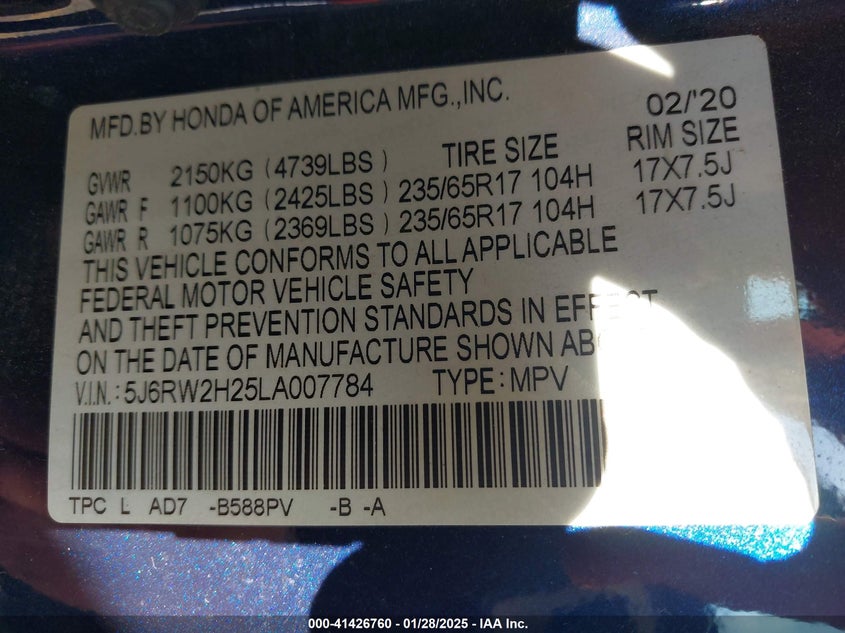 MFD.BY HONDA OF AMERICA MFG.,INC. 02/'20
TIRE SIZE RIM SIZE
GVWR 2150KG (4739LBS)
GAWR F 1100KG (2425LBS) 235/65R17 104H 17X7.5J
GAWR R 1075KG (2369LBS) 235/65R17 104H 17X7.5J
THIS VEHICLE CONFORMS TO ALL APPLICABLE
FEDERAL MOTOR VEHICLE SAFETY
AND THEFT PREVENTION STANDARDS IN EFFECT
ON THE DATE OF MANUFACTURE SHOWN
V.I.N.: 5J6RW2H25LA007784 TYPE: MPV
TPC L AD7 -B588PV -B -A
000-41426760 - 01/28/2025 - IAA Inc.